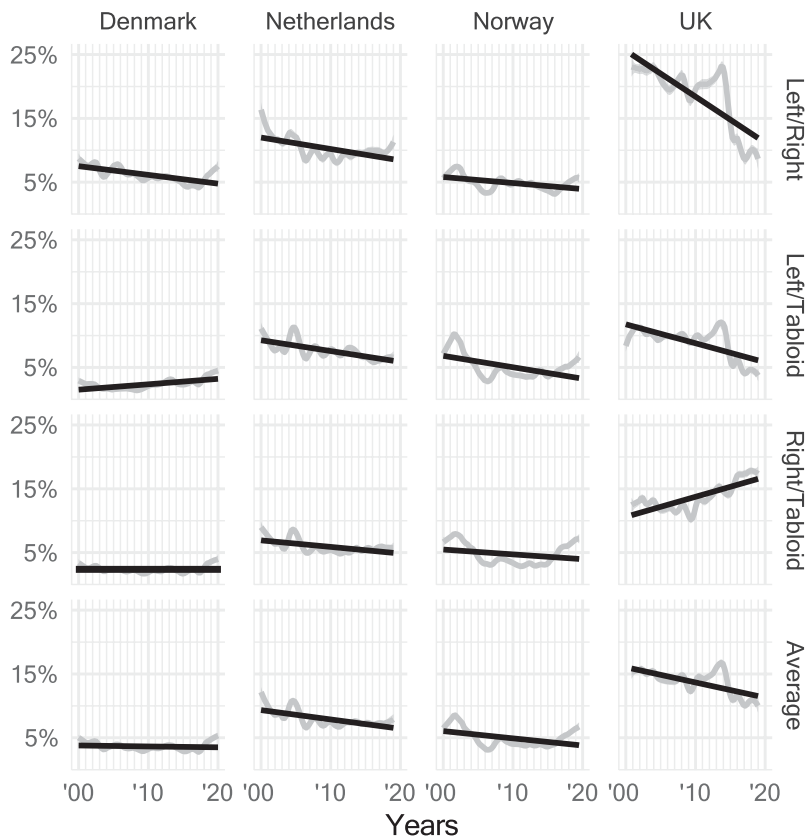 Denmark Netherlands Norway UK
25%
15%
5%
Left/Right
25%
15%
5%
Left/Tabloid
25%
15%
5%
Right/Tabloid
25%
15%
5%
Average
'00 '10 '20 '00 '10 '20 '00 '10 '20 '00 '10 '20
Years